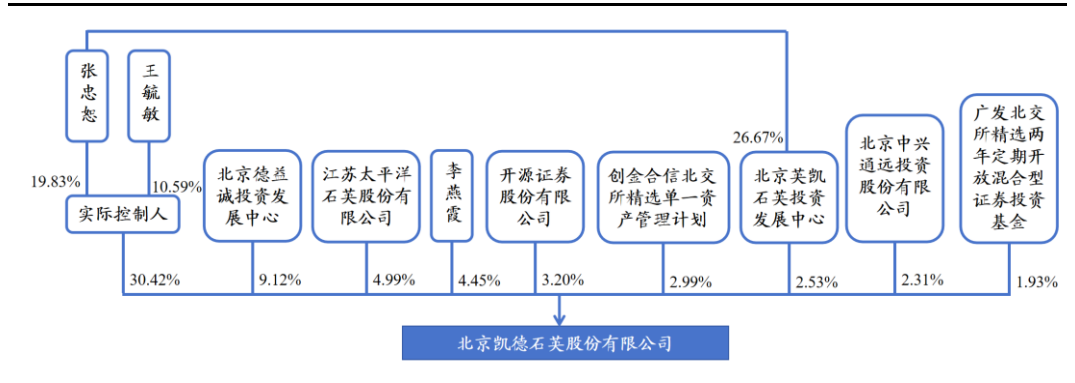 张
忠
恕
王
毓
敏
19.83%
10.59%
实际控制人
30.42%
北京德益
诚投资发
展中心
9.12%
江苏太平洋
石英股份有
限公司
4.99%
李
燕
霞
4.45%
开源证券
股份有限
公司
3.20%
创金合信北交
所精选单一资
产管理计划
2.99%
26.67%
北京英凯
石英投资
发展中心
2.53%
北京中兴
通远投资
股份有限
公司
2.31%
广发北交
所精选两
年定期开
放混合型
证券投资
基金
1.93%
北京凯德石英股份有限公司